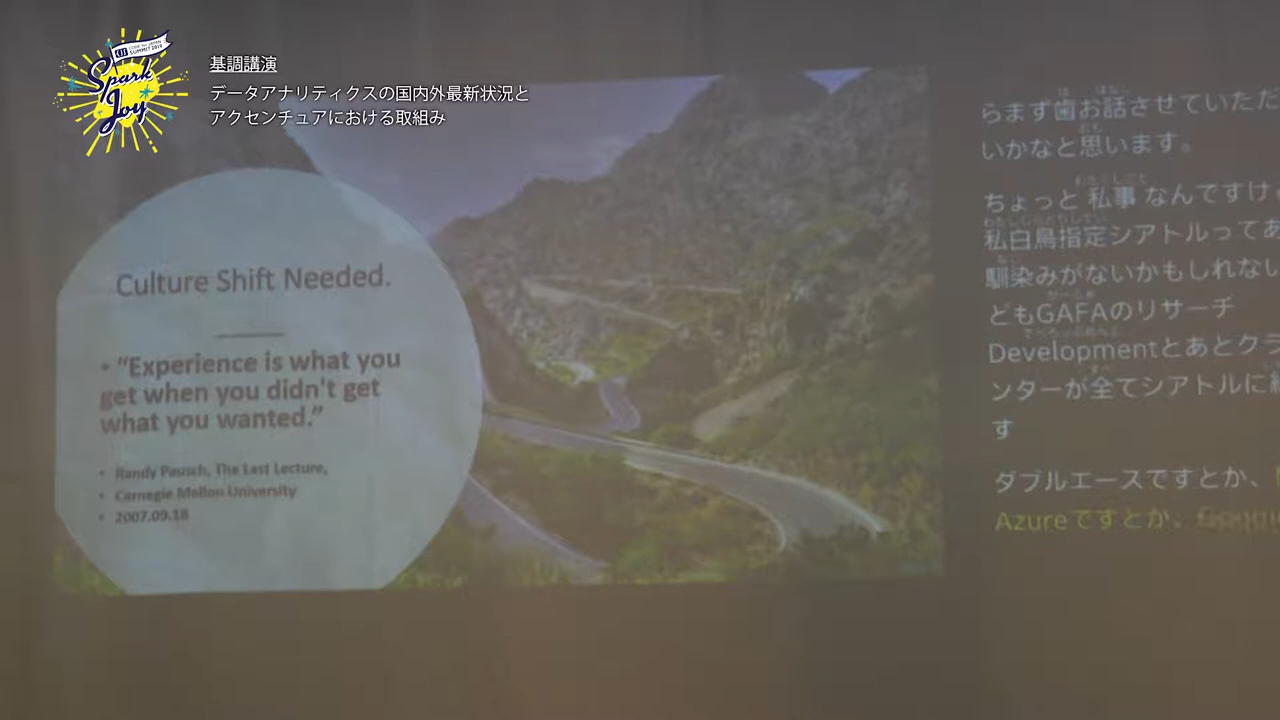 CODE for JAPAN
SUMMIT 2019
Spark
Joy
基調講演
データアナリティクスの国内外最新状況と
アクセンチュアにおける取組み
Culture Shift Needed.
• “Experience is what you
get when you didn't get
what you wanted.”
• Randy Pausch, The Last Lecture,
• Carnegie Mellon University
• 2007.09.18
らまず歯お話させていただ
いかなと思います。
ちょっと 私事 なんですけ
私白鳥指定シアトルってあ
馴染みがないかもしれない
どもGAFAのリサーチ
Developmentとあとクラ
ンターが全てシアトルに
す
ダブルエースですとか、
Azureですとか、